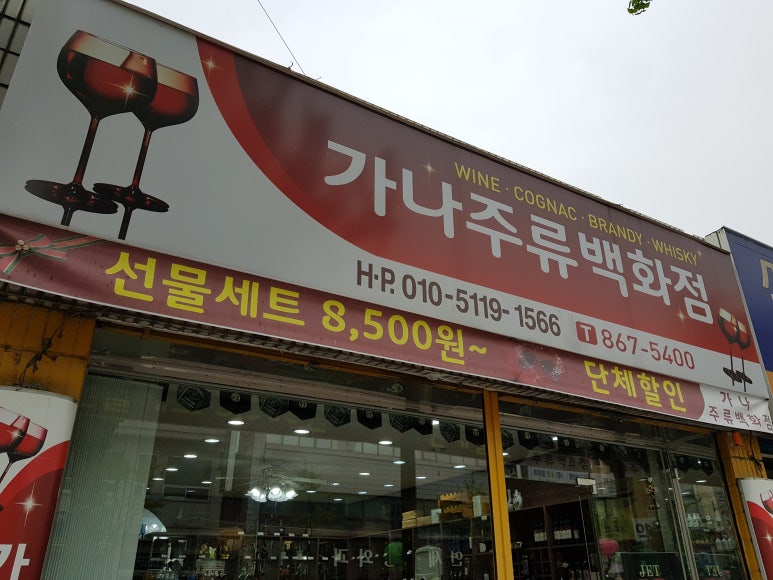 WINE · COGNAC · BRANDY · WHISKY
가나주류백화점
H·P. 010-5119-1566 T 867-5400
선물세트 8,500원~ 단체할인
가나
주류백화점
JET